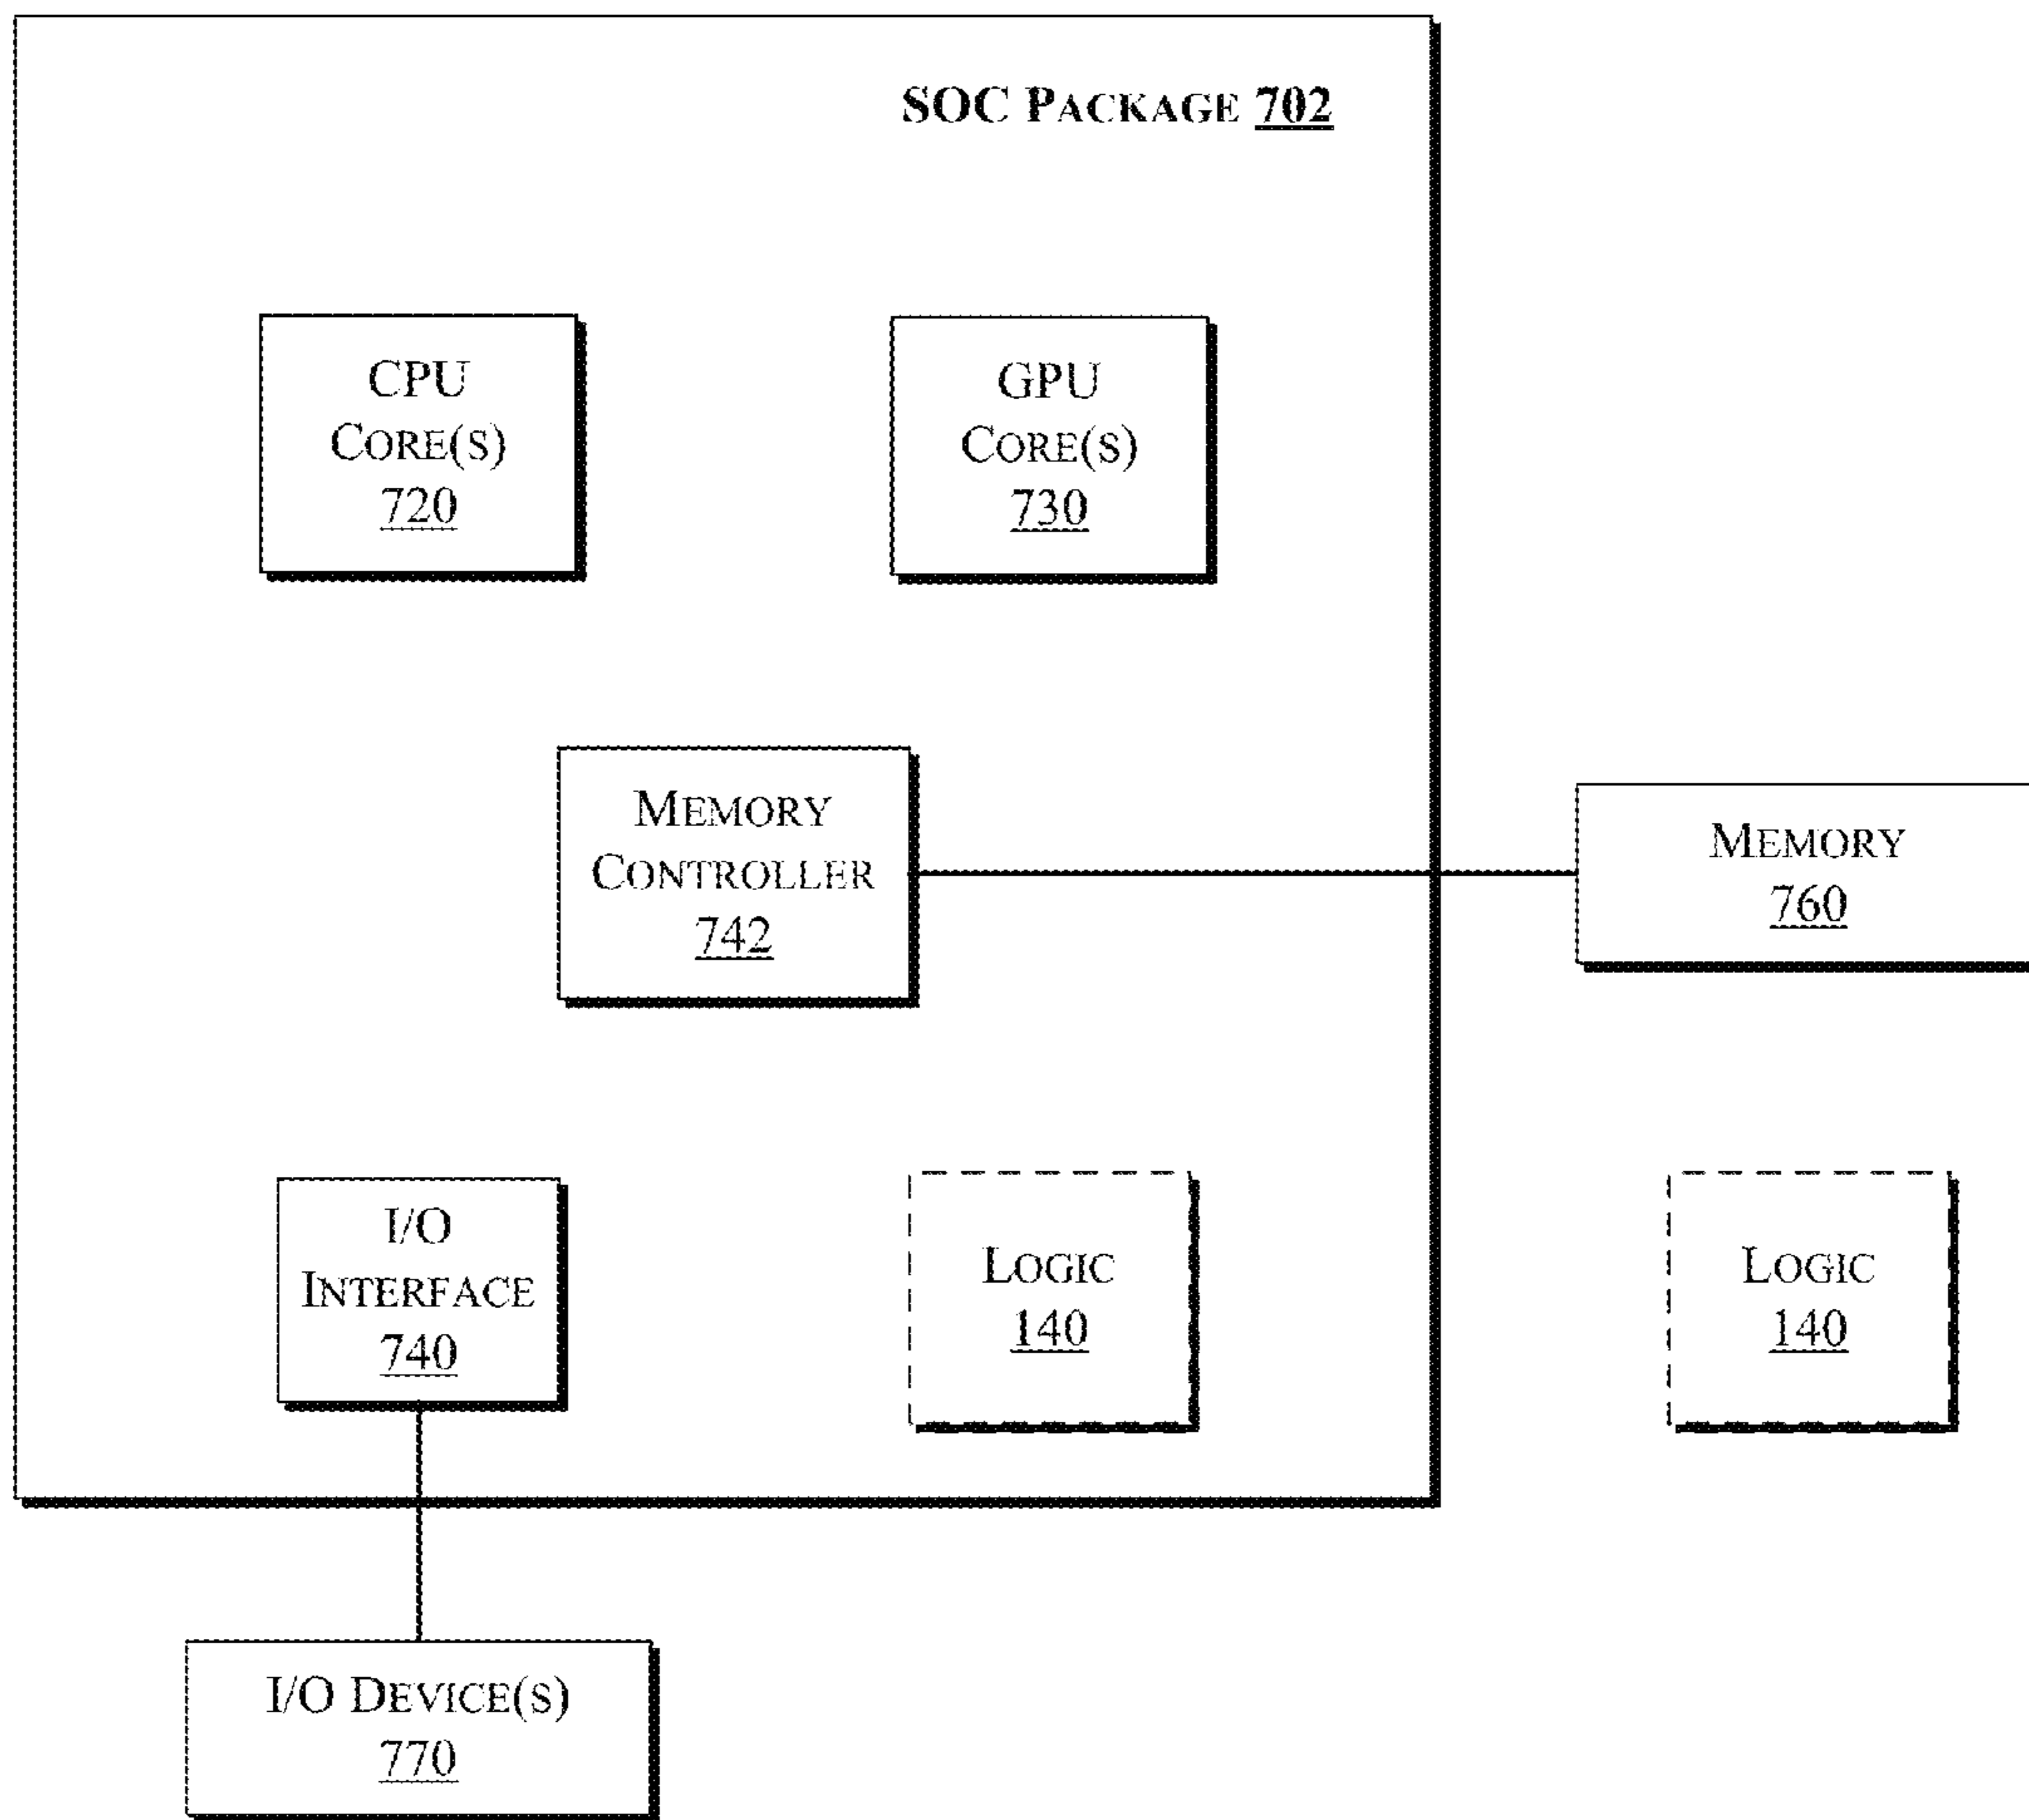 SOC PACKAGE 702
CPU
CORE(S)
720
GPU
CORE(S)
730
MEMORY
CONTROLLER
742
MEMORY
760
I/O
INTERFACE
740
LOGIC
140
LOGIC
140
I/O DEVICE(S)
770